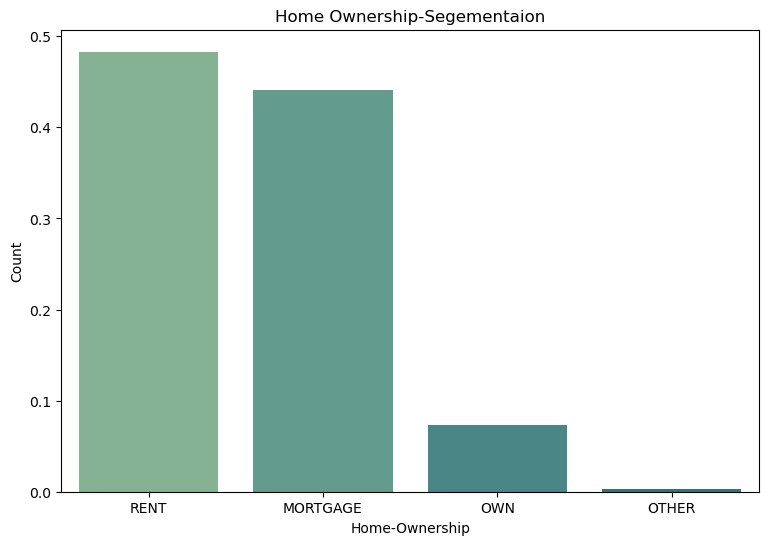 Home Ownership-Segementaion
0.5
0.4
0.3
0.2
0.1
0.0
Count
RENT
MORTGAGE
OWN
OTHER
Home-Ownership